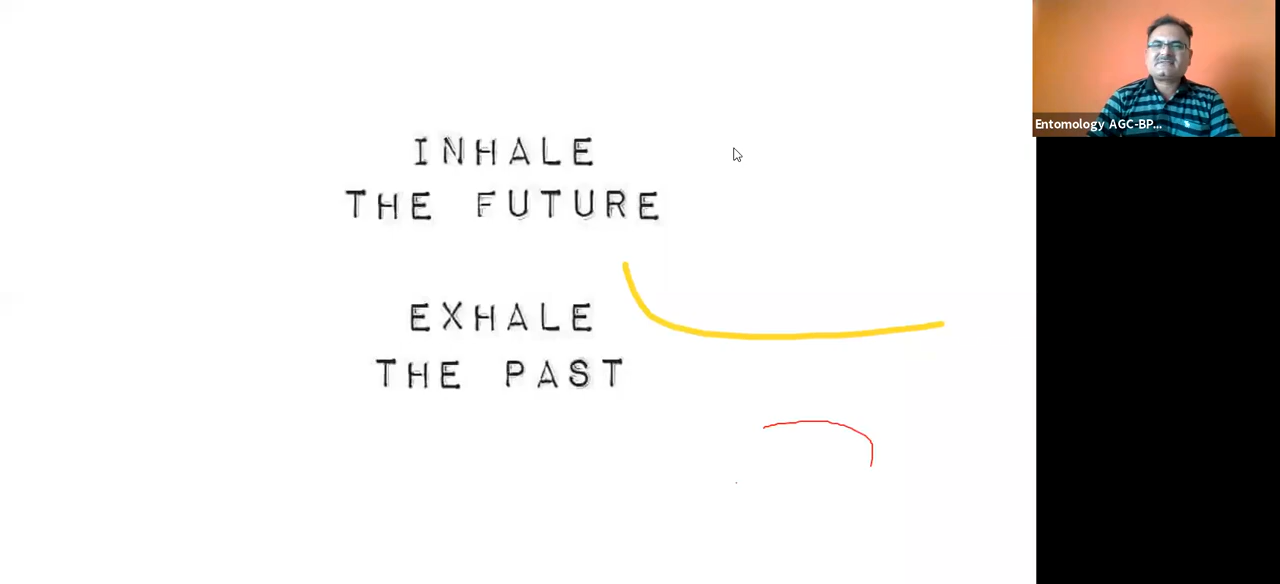 INHALE
THE FUTURE
EXHALE
THE PAST
Entomology AGC-BP...